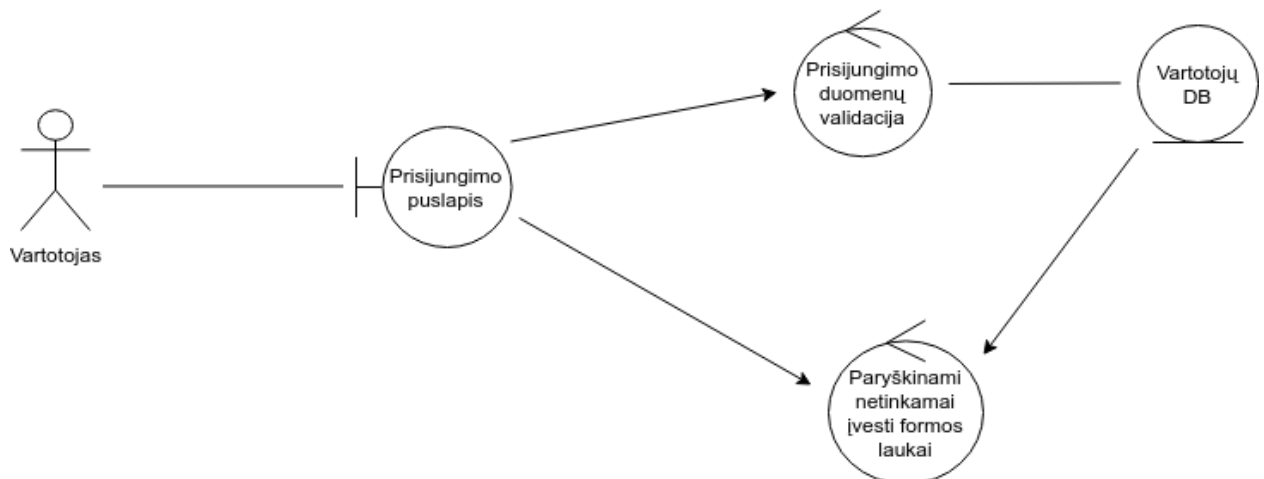 Vartotojas
Prisijungimo
puslapis
Prisijungimo
duomenų
validacija
Vartotojų
DB
Paryškinami
netinkamai
įvesti formos
laukai